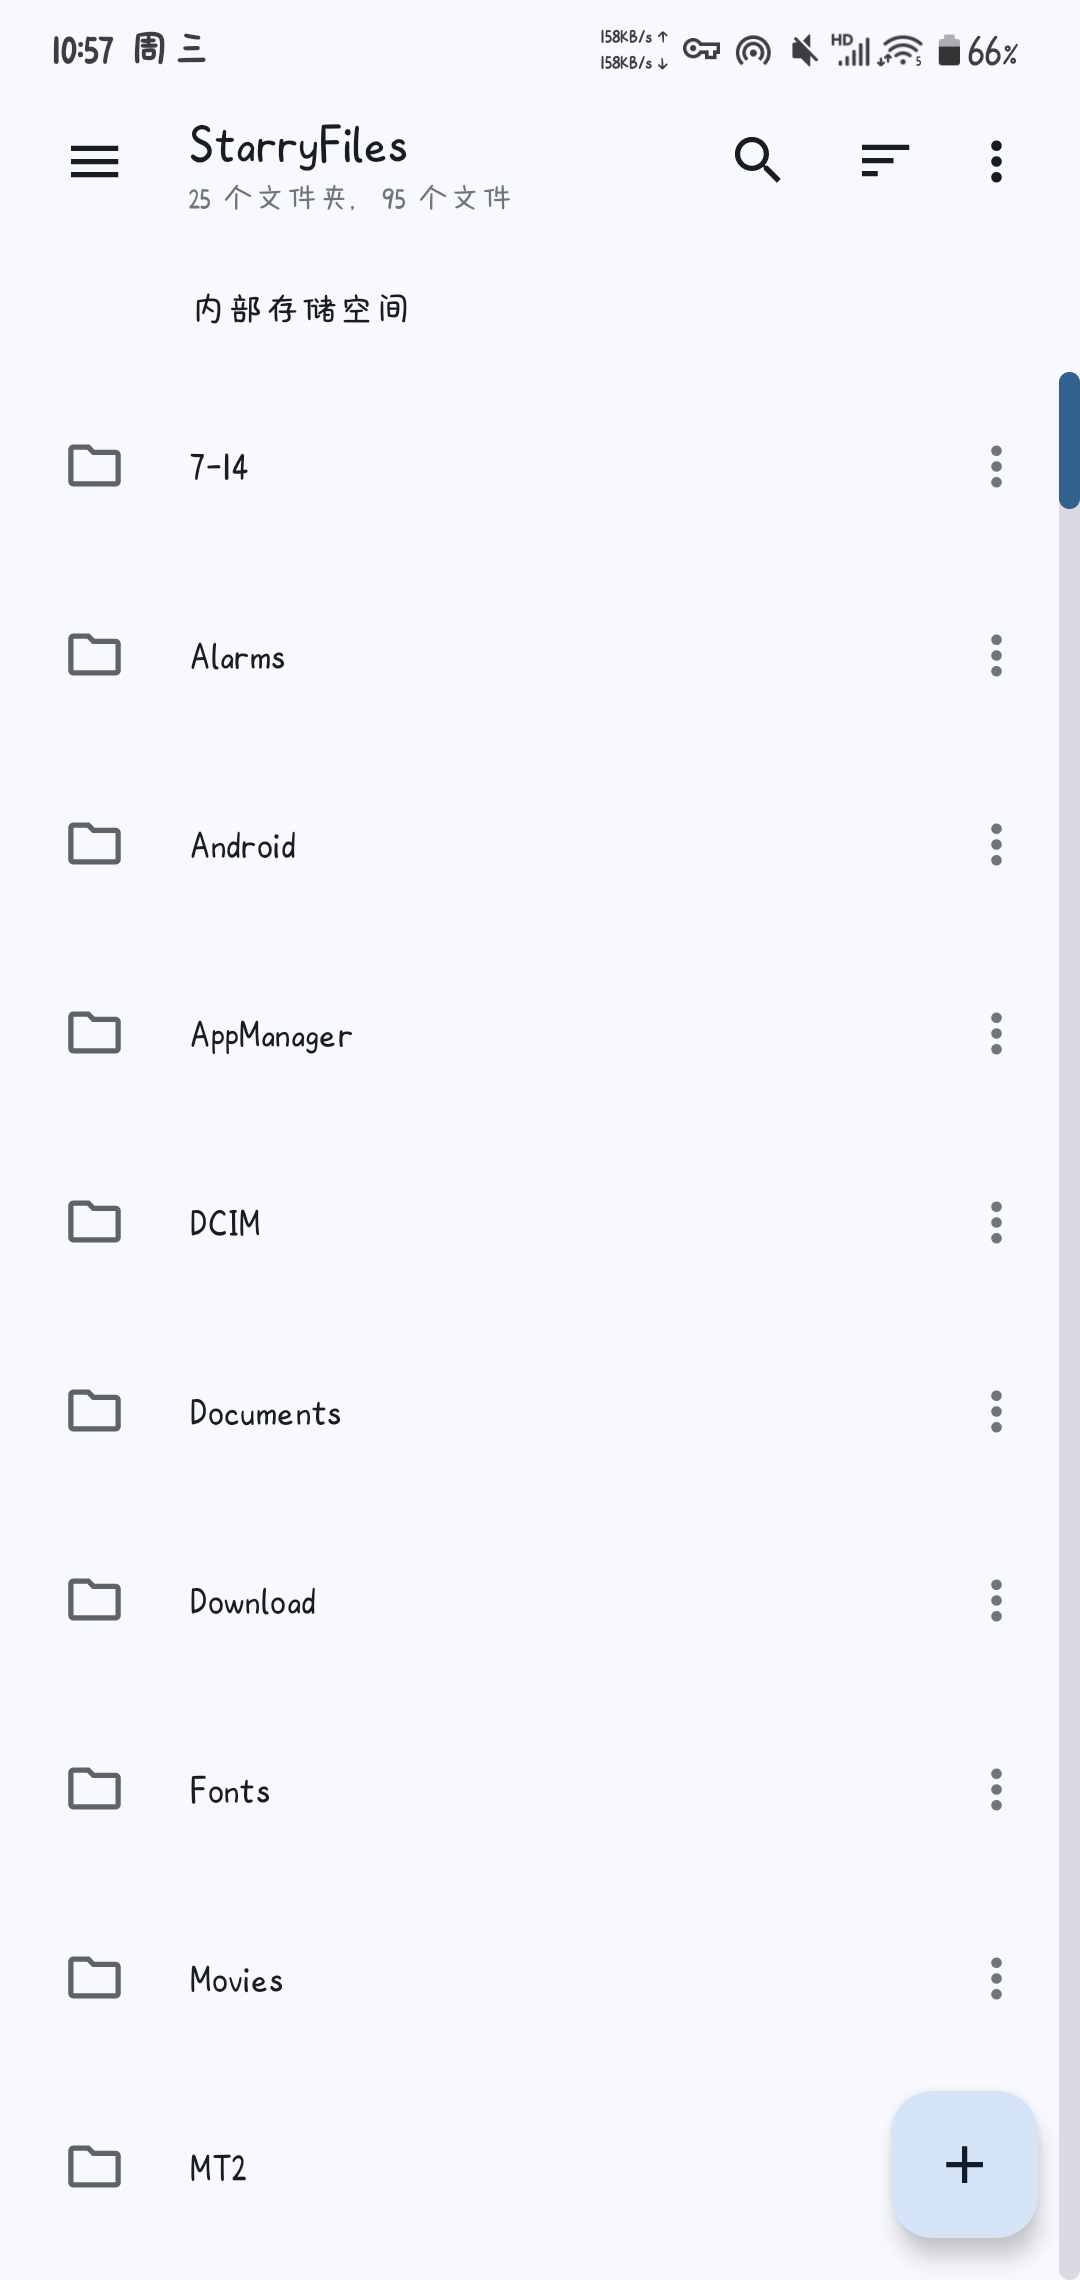 10:57 周三
158KB/s ↑
158KB/s ↓
HD
5
66%
StarryFiles
25 个文件夹, 95 个文件
内部存储空间
7-14
Alarms
Android
AppManager
DCIM
Documents
Download
Fonts
Movies
MT2